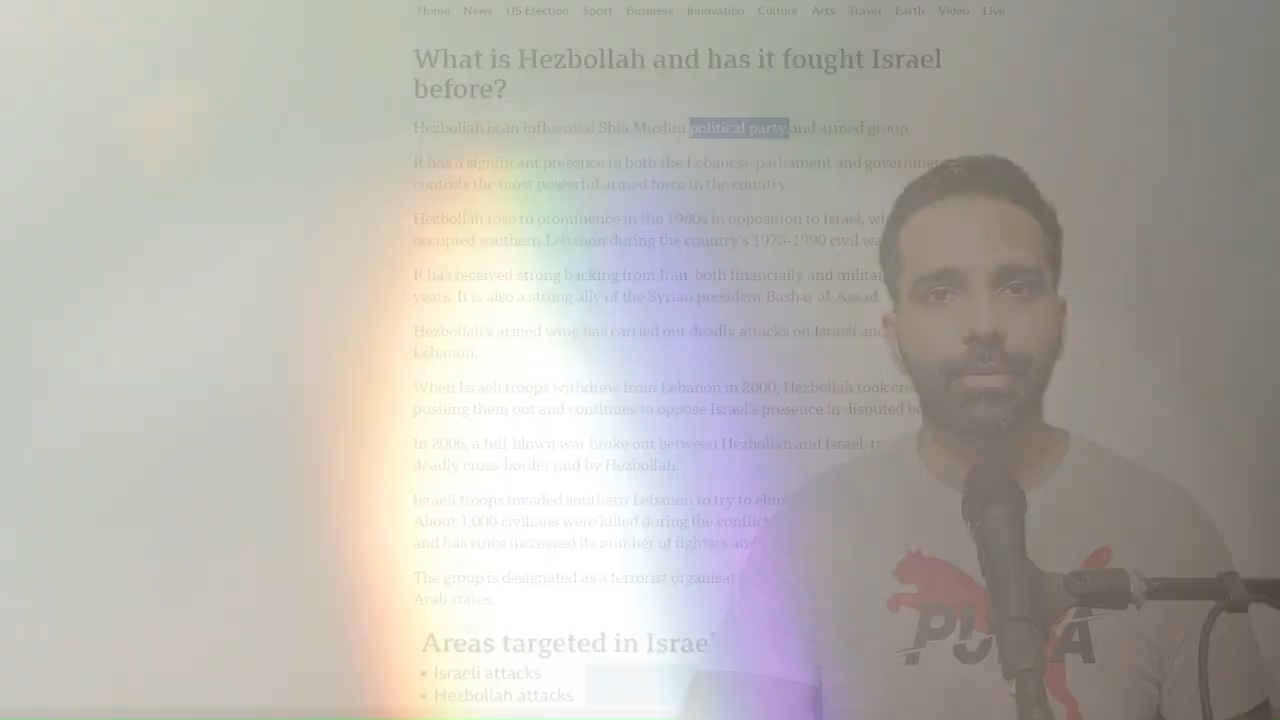 Home News US Election Sport Business Innovation Culture Arts Travel Earth Video Live
What is Hezbollah and has it fought Israel
before?
Hezbollah is an influential Shia Muslim political party and armed group.
It has a significant presence in both the Lebanese parliament and government
controls the most powerful armed force in the country.
Hezbollah rose to prominence in the 1980s in opposition to Israel,
occupied southern Lebanon during the country's 1975-1990 civil
It has received strong backing from Iran, both financially and
years. It is also a strong ally of the Syrian president Bashar al-Assad
Hezbollah's armed wing has carried out deadly attacks on Israeli and
Lebanon.
When Israeli troops withdrew from Lebanon in 2000, Hezbollah took
pushing them out and continues to oppose Israel's presence in disputed
In 2006, a full-blown war broke out between Hezbollah and Israel,
deadly cross-border raid by Hezbollah.
Israeli troops invaded southern Lebanon to try to
About 1,000 civilians were killed during the conflict
and has since increased its number of fighters and
The group is designated as a terrorist
Arab states.
Areas targeted in Israel
• Israeli attacks
• Hezbollah attacks
PUMA